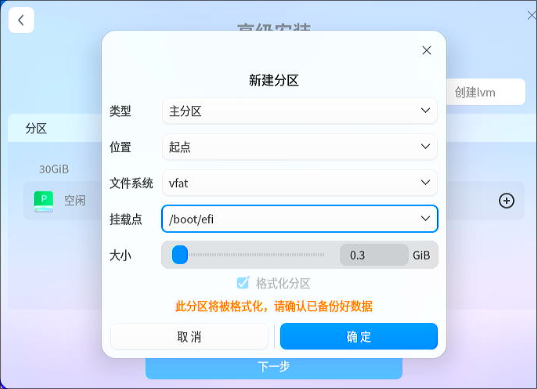 高级安装
创建lvm
分区
30GiB
空闲
新建分区
类型 主分区
位置 起点
文件系统 vfat
挂载点 /boot/efi
大小 0.3 GiB
格式化分区
此分区将被格式化，请确认已备份好数据
取 消 确 定
下一步